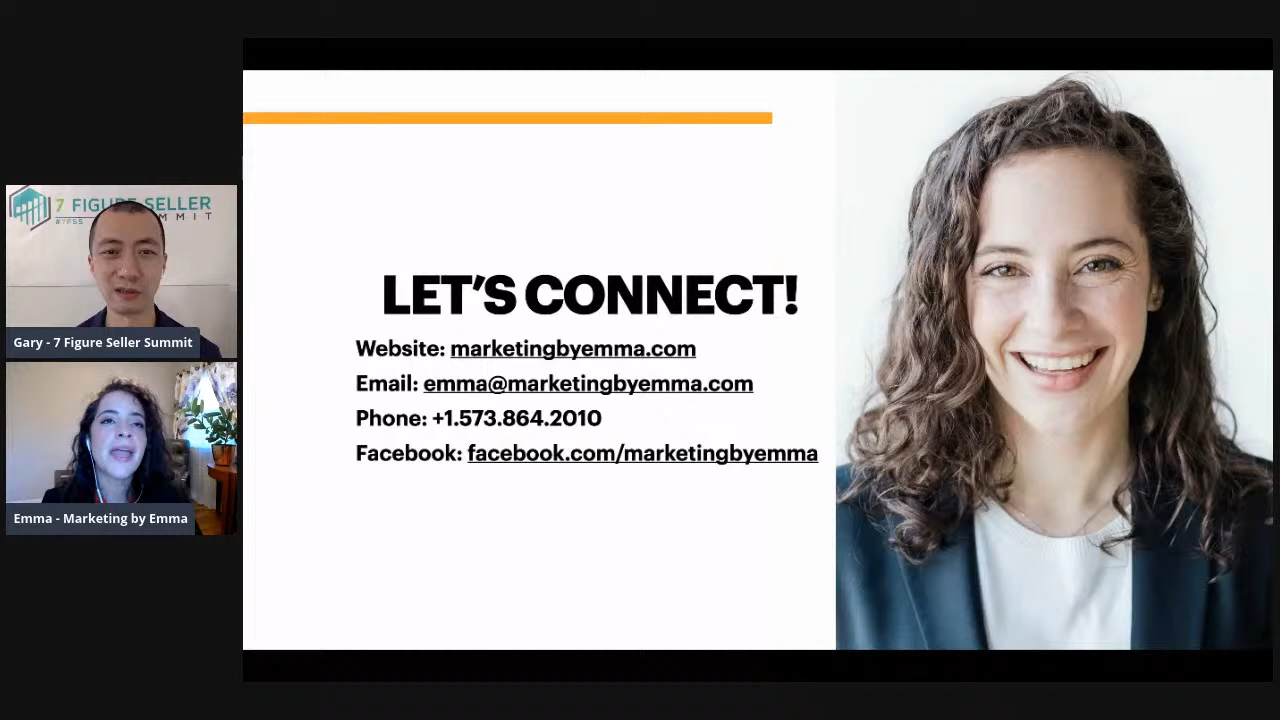 7 FIGURE SELLER
#7FSS
Gary - 7 Figure Seller Summit
Emma - Marketing by Emma
LET'S CONNECT!
Website: marketingbyemma.com
Email: emma@marketingbyemma.com
Phone: +1.573.864.2010
Facebook: facebook.com/marketingbyemma